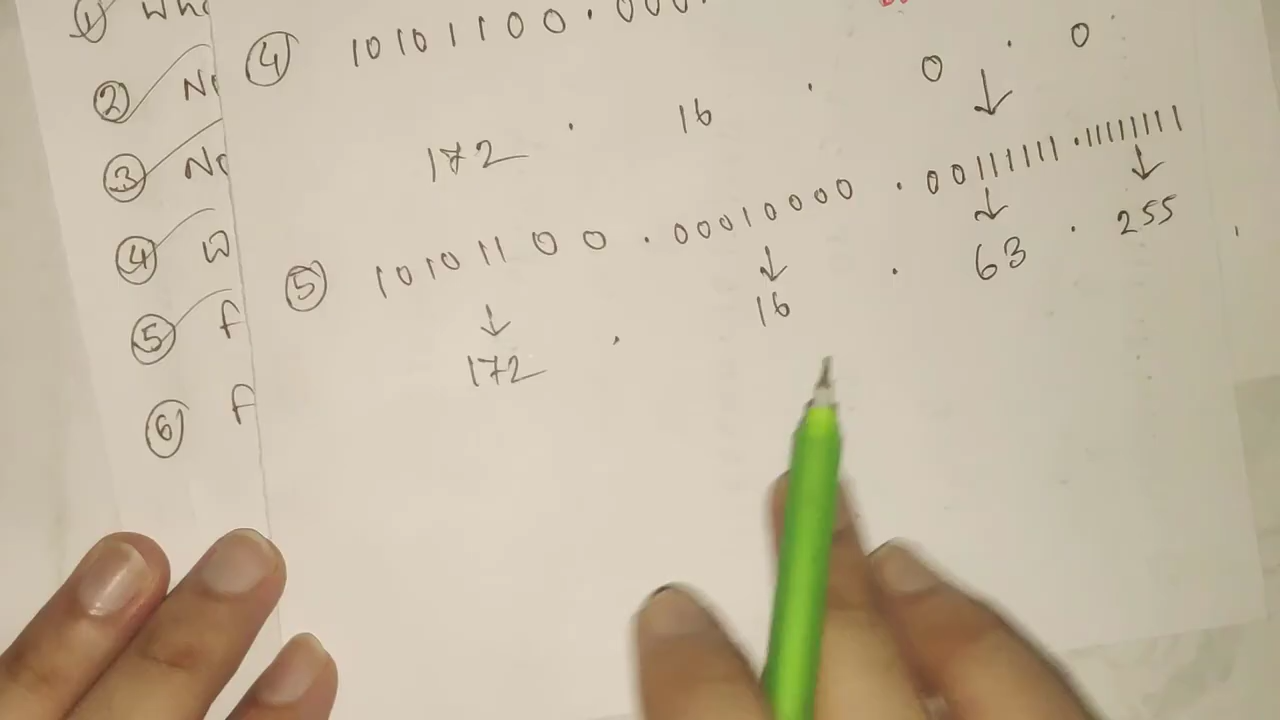 ①
② N
③ N
④ W
⑤ f
⑥ f
④ 10101100.000
172 . 16 . 0 . 0
⑤ 10101100.00010000.00111111.11111111
172 . 16 . 63 . 255